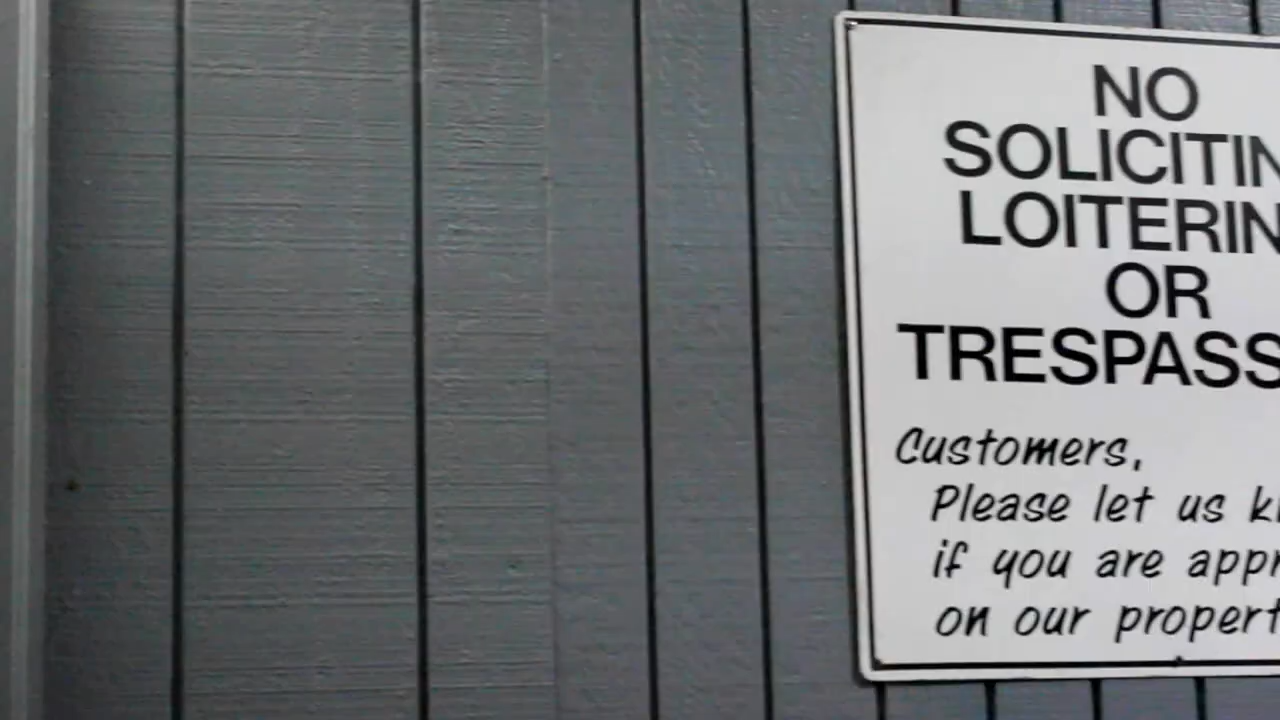 NO
SOLICITIN
LOITERIN
OR
TRESPASS
Customers,
Please let us k
if you are appr
on our propert